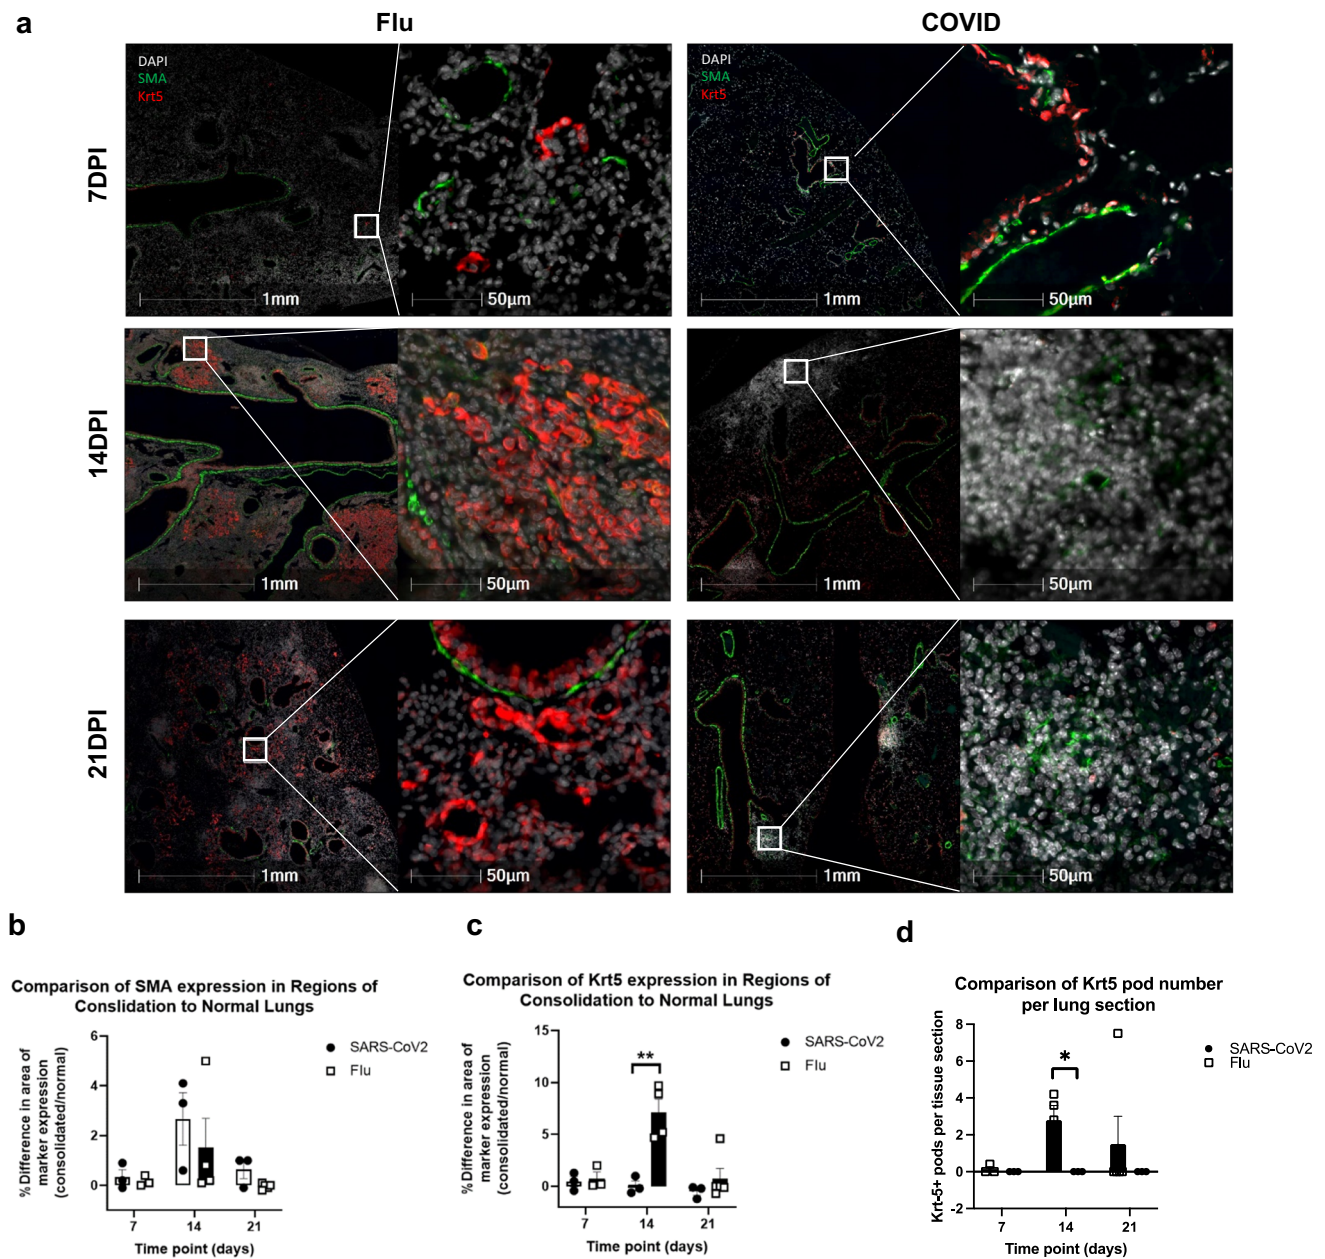 a
Flu
COVID
7DPI
DAPI
SMA
Krt5
1mm
50µm
DAPI
SMA
Krt5
1mm
50µm
14DPI
1mm
50µm
1mm
50µm
21DPI
1mm
50µm
1mm
50µm
b
Comparison of SMA expression in Regions of
Conslidation to Normal Lungs
% Difference in area of
marker expression
(consolidated/normal)
6
4
2
0
7
14
21
Time point (days)
SARS-CoV2
Flu
c
Comparison of Krt5 expression in Regions of
Consolidation to Normal Lungs
% Difference in area of
marker expression
(consolidated/normal)
15
10
5
0
**
7
14
21
Time point (days)
SARS-CoV2
Flu
d
Comparison of Krt5 pod number
per lung section
Krt-5+ pods per tissue section
8
6
4
2
0
-2
*
7
14
21
Time point (days)
SARS-CoV2
Flu